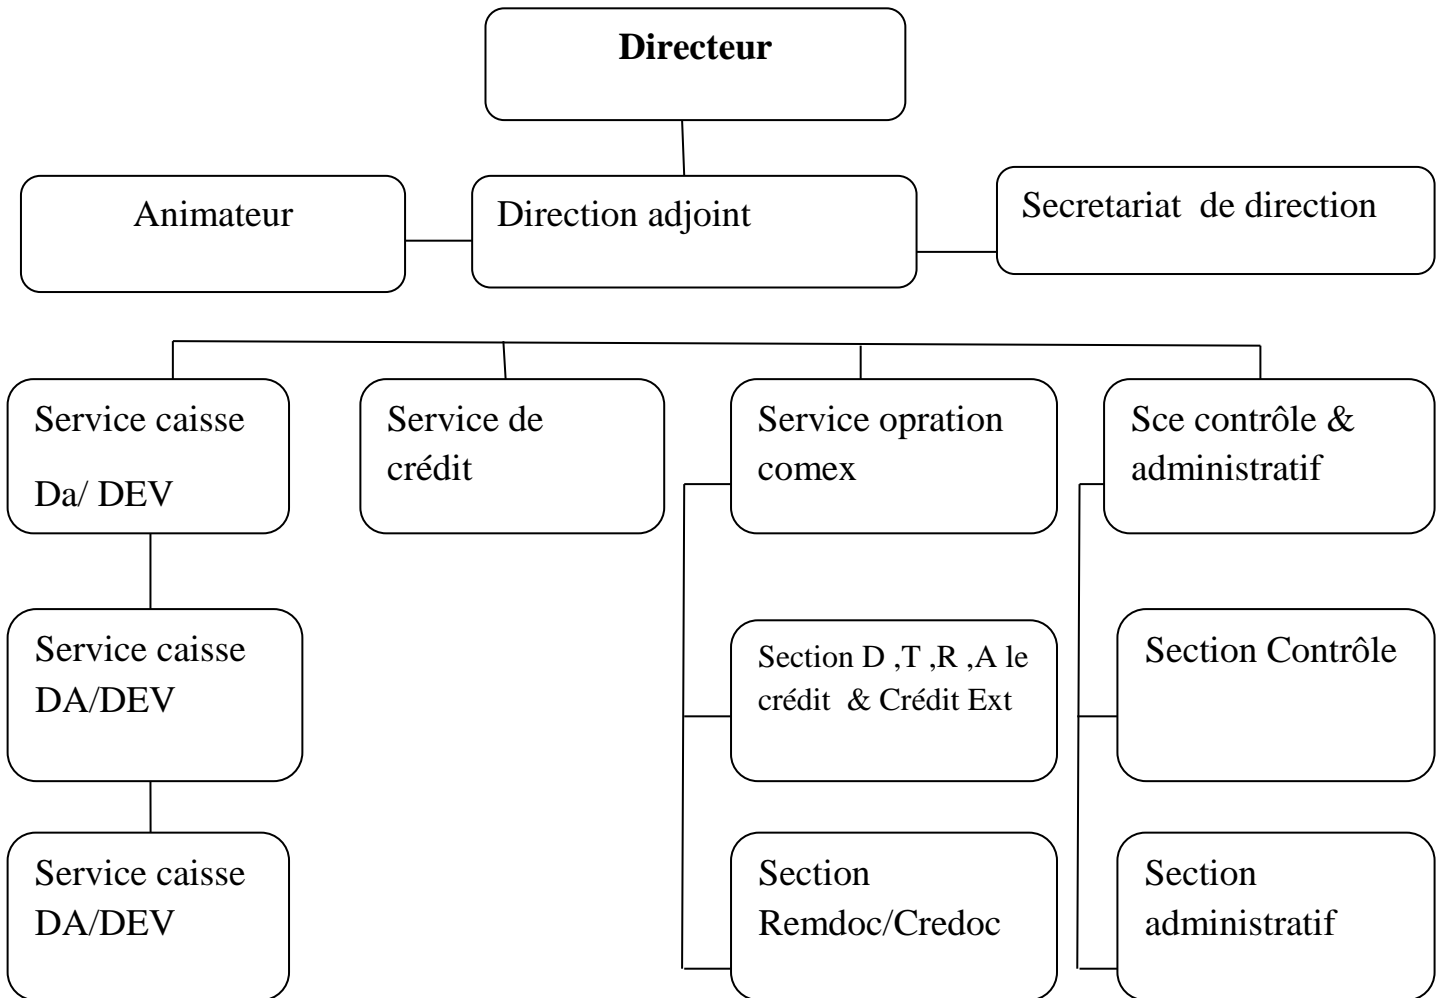 Directeur
Animateur
Direction adjoint
Secretariat de direction
Service caisse
Da/ DEV
Service de
crédit
Service opration
comex
Sce contrôle &
administratif
Service caisse
DA/DEV
Section D ,T ,R ,A le
crédit & Crédit Ext
Section Contrôle
Service caisse
DA/DEV
Section
Remdoc/Credoc
Section
administratif